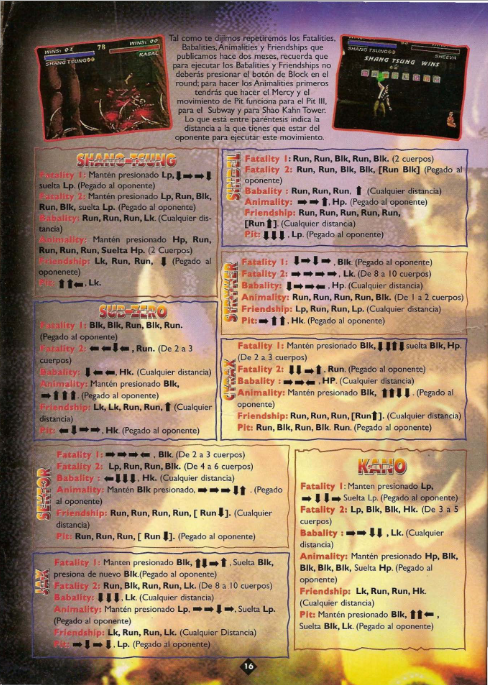 WINS: 02 78 WINS: 00
SHANG TSUNG
KABAL
SHANG TSUNG
SHEEVA
SHANG TSUNG WINS
Tal como te dijimos repetiremós los Fatalities,
Babalities, Animalities y Friendships que
publicamos hace dos meses, recuerda que
para ejecutar los Babalities y Friendships no
deberás presionar el botón de Block en el
round; para hacer los Animalities primeros
tendrás que hacer el Mercy y el
movimiento de Pit funciona para el Pit III,
para el Subway y para Shao Kahn Tower.
Lo que está entre paréntesis indica la
distancia a la que tienes que estar del
oponente para ejecutar este movimiento.
SHANG-TSUNG
Fatality 1: Mantén presionado Lp, ⬇ ➡ ➡ ⬇
suelta Lp. (Pegado al oponente)
Fatality 2: Mantén presionado Lp, Run, Blk,
Run, Blk, suelta Lp. (Pegado al oponente)
Babality: Run, Run, Run, Lk. (Cualquier dis-
tancia)
Animality: Mantén presionado Hp, Run,
Run, Run, Run, Suelta Hp. (2 Cuerpos)
Friendship: Lk, Run, Run, ⬇ (Pegado al
oponenete)
Pit: ⬆ ⬆ ⬅, Lk.
SUB-ZERO
Fatality 1: Blk, Blk, Run, Blk, Run.
(Pegado al oponente)
Fatality 2: ⬅ ⬅ ⬇ ⬅, Run. (De 2 a 3
cuerpos)
Babality: ⬇ ⬅ ⬅, Hk. (Cualquier distancia)
Animality: Mantén presionado Blk,
➡ ⬆ ⬆ ⬆ . (Pegado al oponente)
Friendship: Lk, Lk, Run, Run, ⬆ (Cualquier
distancia)
Pit: ⬅ ⬇ ➡ ➡, Hk. (Pegado al oponente)
SINDEL
Fatality 1: Run, Run, Blk, Run, Blk. (2 cuerpos)
Fatality 2: Run, Run, Blk, Blk, [Run Blk] (Pegado al
oponente)
Babality : Run, Run, Run, ⬆ (Cualquier distancia)
Animality: ➡ ➡ ⬆, Hp. (Pegado al oponente)
Friendship: Run, Run, Run, Run, Run,
[Run ⬆]. (Cualquier distancia)
Pit: ⬇ ⬇ ⬇, Lp. (Pegado al oponente)
STRYKER
Fatality 1: ⬇ ➡ ⬇ ➡ , Blk (Pegado al oponente)
Fatality 2: ➡ ➡ ➡ ➡, Lk. (De 8 a 10 cuerpos)
Babality: ⬇ ➡ ➡ ⬅ , Hp. (Cualquier distancia)
Animality: Run, Run, Run, Run, Blk. (De 1 a 2 cuerpos)
Friendship: Lp, Run, Run, Lp. (Cualquier distancia)
Pit: ➡ ⬆ ⬆ , Lk. (Pegado al oponente)
CYRAX
Fatality 1: Mantén presionado Blk, ⬇ ⬆ ⬆ ⬆ suelta Blk, Hp.
(De 2 a 3 cuerpos)
Fatality 2: ⬇ ⬇ ➡ ⬆, Run, (Pegado al oponente)
Babality : ➡ ➡ ⬅ , HP. (Cualquier distancia)
Animality: Mantén presionado Blk, ⬆ ⬆ ⬇ ⬇ . (Pegado al
oponente)
Friendship: Run, Run, Run, [Run⬆]. (Cualquier distancia)
Pit: Run, Blk, Run, Blk. Run. (Pegado al oponente)
SEKTOR
Fatality 1: ➡ ➡ ➡ ⬅, Blk. (De 2 a 3 cuerpos)
Fatality 2: Lp, Run, Run, Blk. (De 4 a 6 cuerpos)
Babality : ⬅ ⬇ ⬇ ⬇, Hk. (Cualquier distancia)
Animality: Mantén Blk presionado, ➡ ➡ ➡ ⬇ ⬆ . (Pegado
al oponente)
Friendship: Run, Run, Run, Run, [ Run ⬇]. (Cualquier
distancia)
Pit: Run, Run, Run, [ Run ⬇]. (Pegado al oponente)
JAX
Fatality 1: Manten presionado Blk, ⬆ ⬇ ➡ ⬆ , Suelta Blk,
presiona de nuevo Blk.(Pegado al oponente)
Fatality 2: Run, Blk, Run, Run, Lk. (De 8 a 10 cuerpos)
Babality: ⬇ ⬇ ⬇ , Lk. (Cualquier distancia)
Animality: Mantén presionado Lp, ➡ ➡ ⬇ ➡, Suelta Lp.
(Pegado al oponente)
Friendship: Lk, Run, Run, Lk. (Cualquier Distancia)
Pit: ➡ ⬇ ➡ ⬇ , Lp. (Pegado al oponente)
KANO
Fatality 1: Manten presionado Lp,
➡ ⬇ ⬇ ➡ Suelta Lp. (Pegado al oponente)
Fatality 2: Lp, Blk, Blk, Hk. (De 3 a 5
cuerpos)
Babality : ➡ ➡ ⬇ ⬇ , Lk. (Cualquier
distancia)
Animality: Mantén presionado Hp, Blk,
Blk, Blk, Blk, Suelta Hp. (Pegado al
oponente)
Friendship: Lk, Run, Run, Hk.
(Cualquier distancia)
Pit: Mantén presionado Blk, ⬆ ⬆ ⬅ ,
Suelta Blk, Lk. (Pegado al oponente)
16